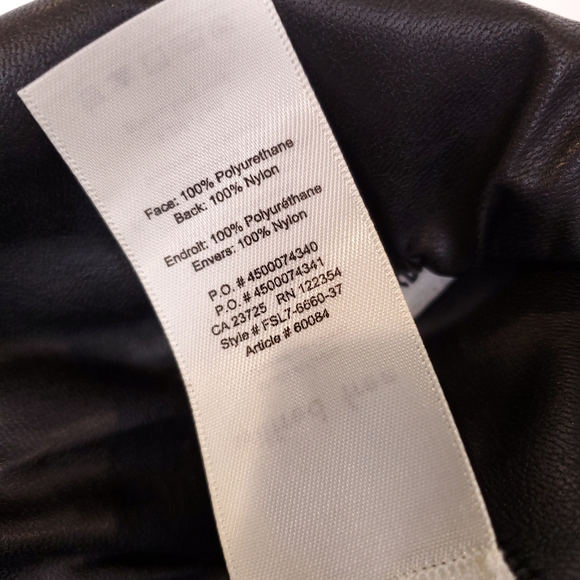 Face: 100% Polyurethane
Back: 100% Nylon
Endroit: 100% Polyuréthane
Envers: 100% Nylon
P.O. # 4500074340
P.O. # 4500074341
CA 23725 RN 122354
Style # FSL7-6660-37
Article # 60084